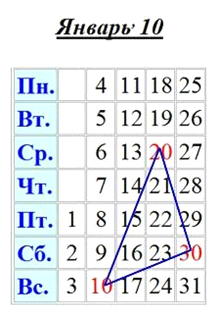 Январь 10
Пн. 4 11 18 25
Вт. 5 12 19 26
Ср. 6 13 20 27
Чт. 7 14 21 28
Пт. 1 8 15 22 29
Сб. 2 9 16 23 30
Вс. 3 10 17 24 31